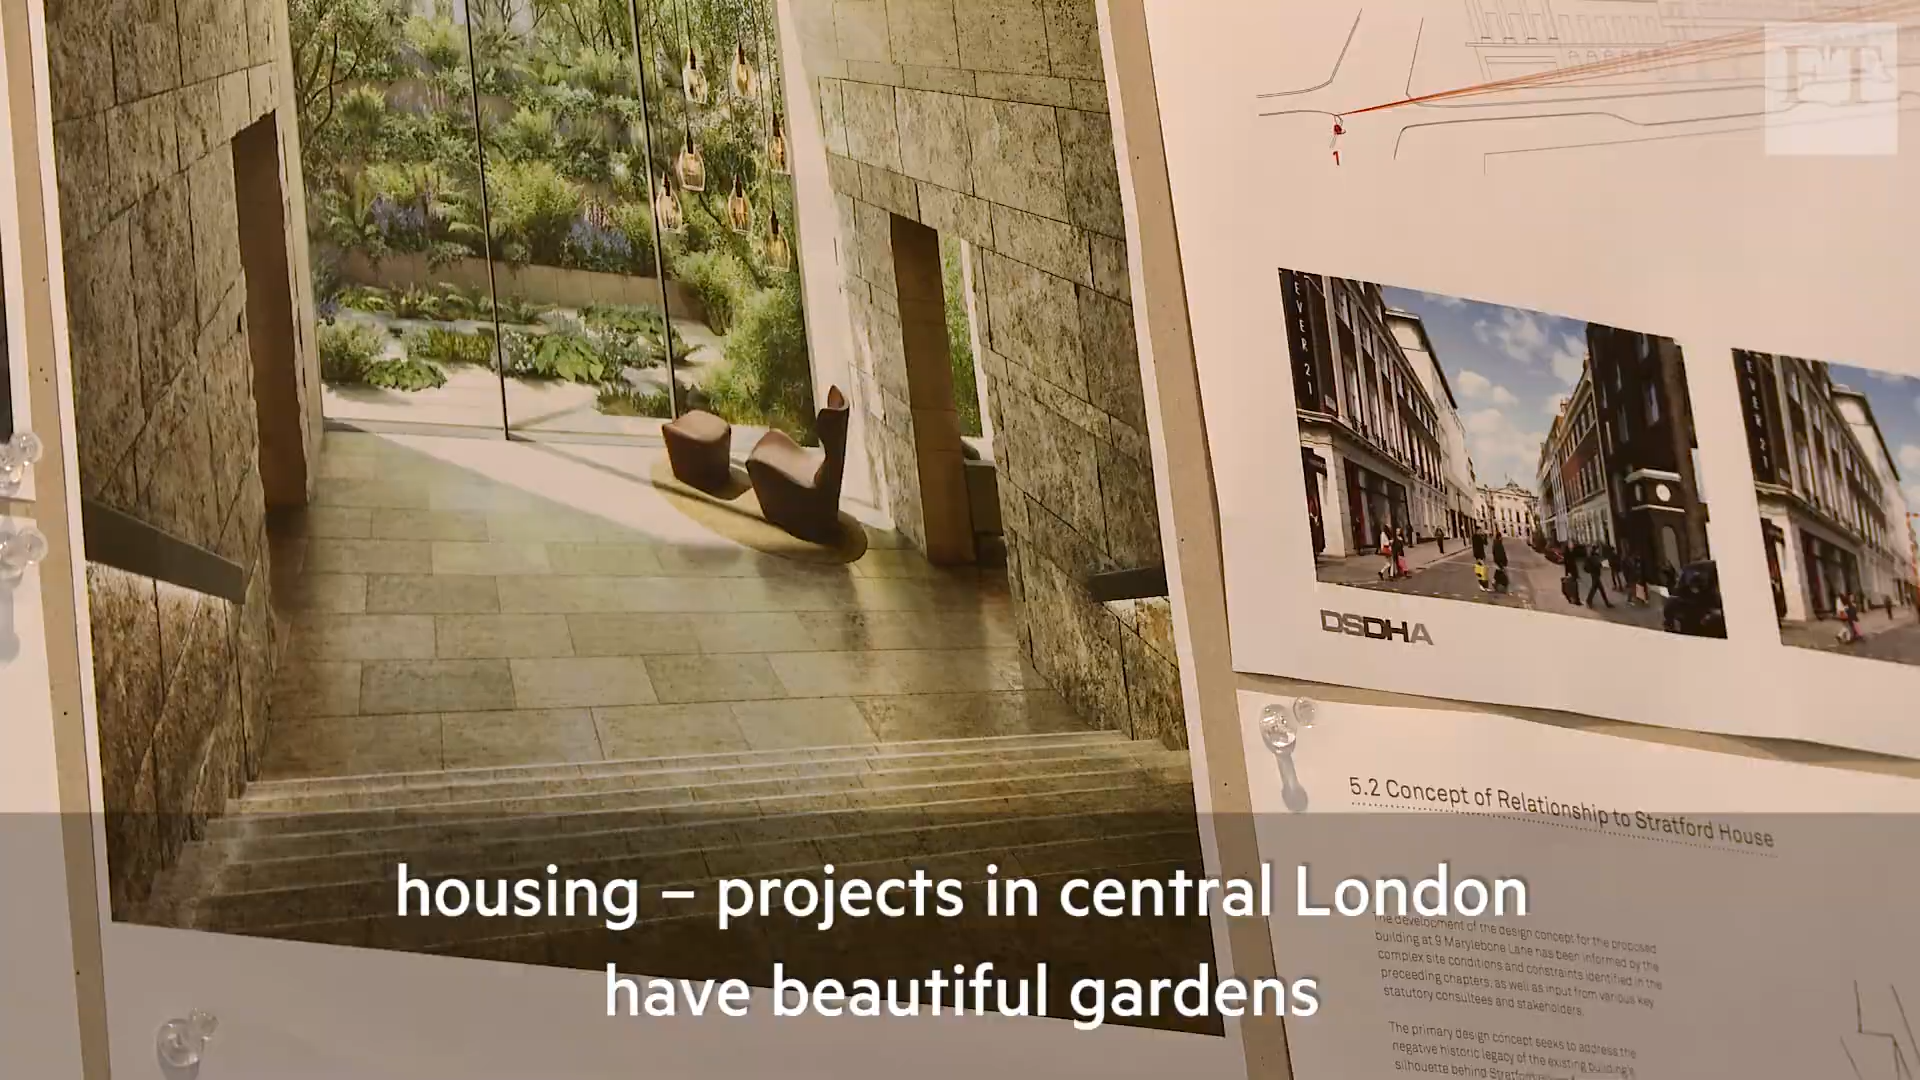 FT
1
EVER 21
EVER 21
DSDHA
5.2 Concept of Relationship to Stratford House
The development of the design concept for the proposed
building at 9 Marylebone Lane has been informed by the
complex site conditions and constraints identified in the
preceeding chapters, as well as input from various key
statutory consultees and stakeholders.
The primary design concept seeks to address the
negative historic legacy of the existing building's
silhouette behind Stratford
housing – projects in central London
have beautiful gardens